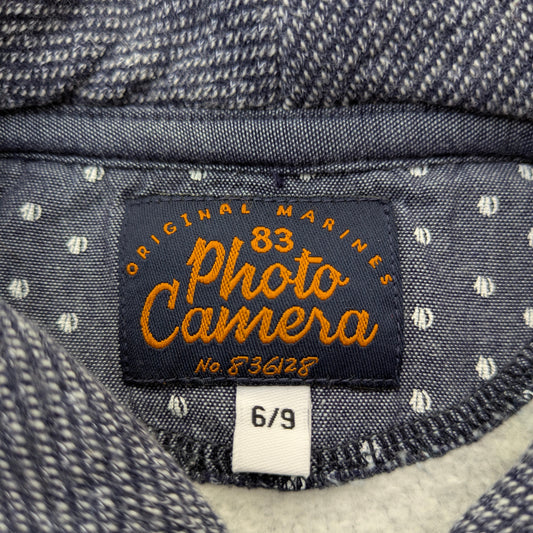 ORIGINAL MARINES
83
Photo
Camera
No. 836128
6/9